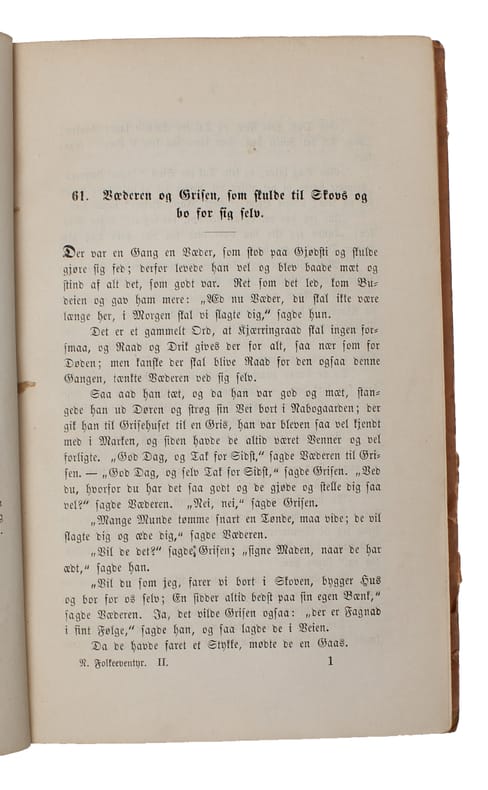 61. Væderen og Grisen, som skulde til Skovs og
bo for sig selv.
Der var en Gang en Væder, som stod paa Gjødsti og skulde
gjøre sig fed; derfor levede han vel og blev baade mæt og
stind af alt det, som godt var. Ret som det led, kom Bu-
deien og gav ham mere: „Æd nu Væder, du skal ikke være
længe her, i Morgen skal vi slagte dig,“ sagde hun.
Det er et gammelt Ord, at Kjærringraad skal ingen for-
smaa, og Raad og Drik gives der for alt, saa nær som for
Døden; men kanske der skal blive Raad for den ogsaa denne
Gangen, tænkte Væderen ved sig selv.
Saa aad han tæt, og da han var god og mæt, stan-
gede han ud Døren og strøg sin Vei bort i Nabogaarden; der
gik han til Grisehuset til en Gris, han var bleven saa vel kjendt
med i Marken, og siden havde de altid været Venner og vel
forligte. „God Dag, og Tak for Sidst,“ sagde Væderen til Gri-
sen. — „God Dag, og selv Tak for Sidst,“ sagde Grisen. „Ved
du, hvorfor du har det saa godt og de gjøde og stelle dig saa
vel?“ sagde Væderen. „Nei, nei,“ sagde Grisen.
„Mange Munde tømme snart en Tønde, maa vide; de vil
slagte dig og æde dig,“ sagde Væderen.
„Vil de det?“ sagde Grisen; „signe Maden, naar de har
ædt,“ sagde han.
„Vil du som jeg, farer vi bort i Skoven, bygger Hus
og bor for os selv; En sidder altid bedst paa sin egen Bænk,“
sagde Væderen. Ja, det vilde Grisen ogsaa: „der er Fagnad
i fint Følge,“ sagde han, og saa lagde de i Veien.
Da de havde faret et Stykke, mødte de en Gaas.
N. Folkeeventyr. II. 1